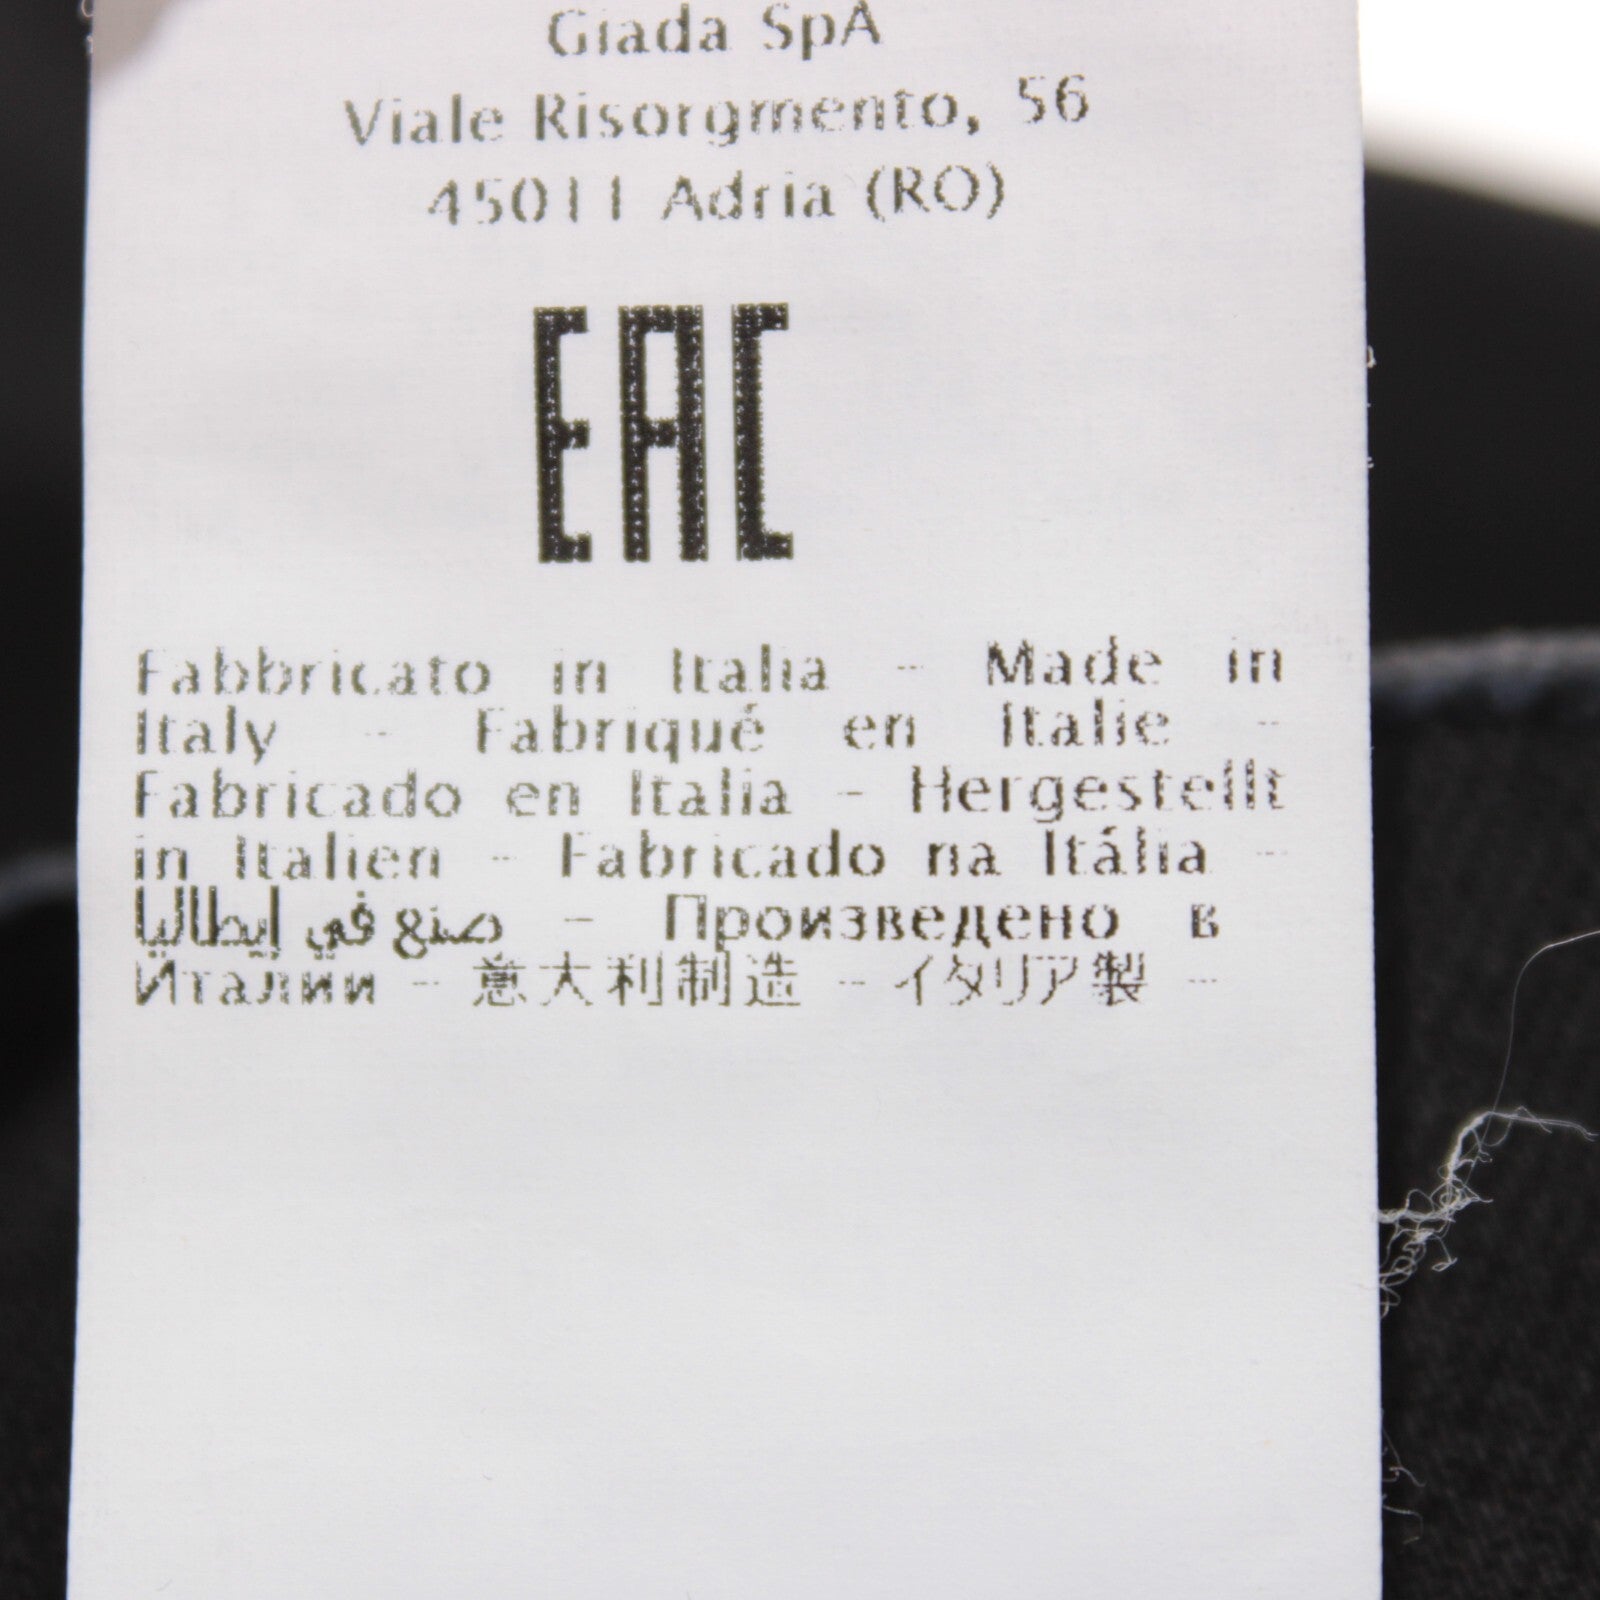 Giada SpA
Viale Risorgmento, 56
45011 Adria (RO)
EAC
Fabbricato in Italia - Made in
Italy - Fabriqué en Italie -
Fabricado en Italia - Hergestellt
in Italien - Fabricado na Itália -
صنع في إيطاليا - Произведено в
Италии - 意大利制造 - イタリア製 -